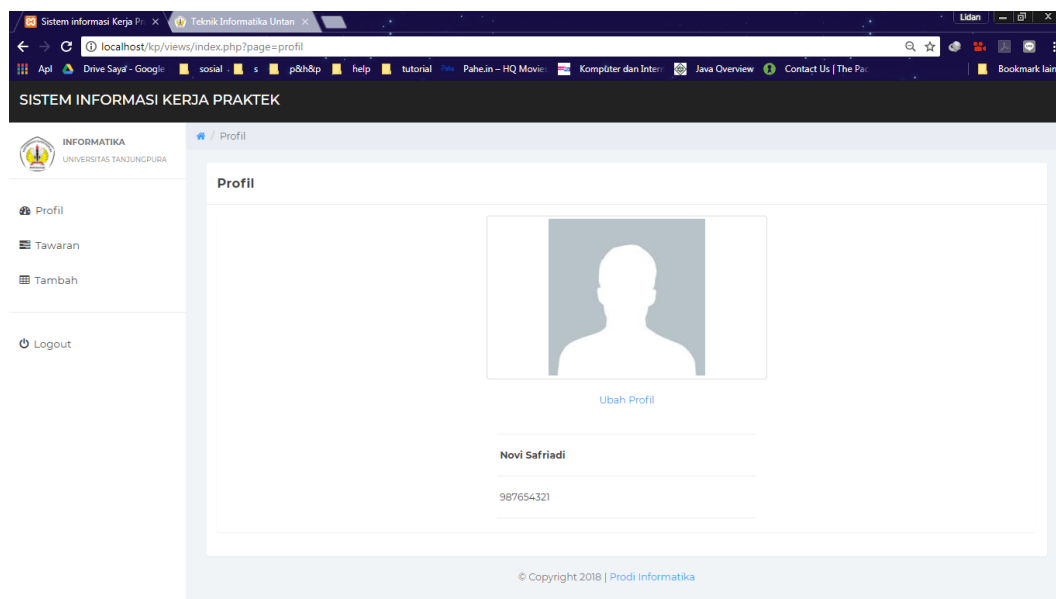 Sistem informasi Kerja Pr
Teknik Informatika Untan
Lidan
localhost/kp/views/index.php?page=profil
Apl Drive Saya - Google sosial s p&h&p help tutorial Pahe.in – HQ Movie Komputer dan Intern Java Overview Contact Us | The Pac Bookmark lain
SISTEM INFORMASI KERJA PRAKTEK
INFORMATIKA
UNIVERSITAS TANJUNGPURA
/ Profil
Profil
Profil
Tawaran
Tambah
Logout
Ubah Profil
Novi Safriadi
987654321
© Copyright 2018 | Prodi Informatika